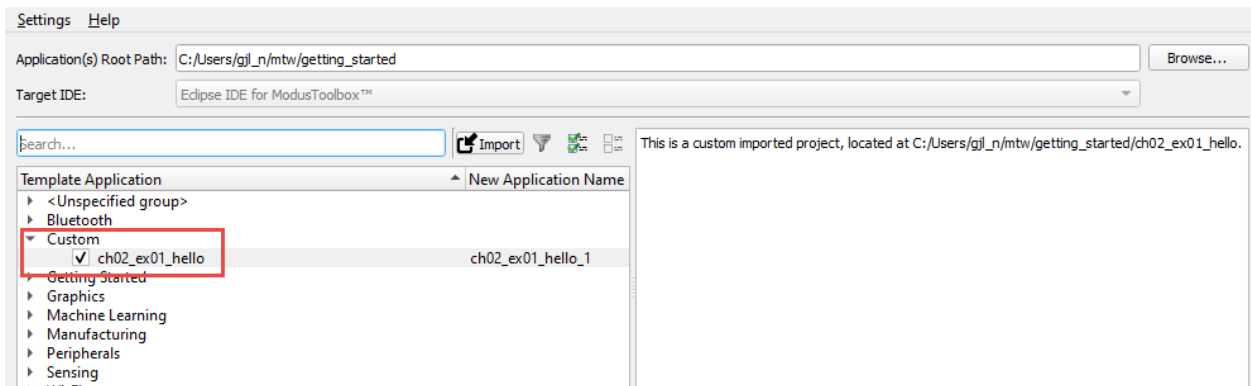 Settings Help
Application(s) Root Path: C:/Users/gjl_n/mtw/getting_started Browse...
Target IDE: Eclipse IDE for ModusToolbox™
Search... Import
This is a custom imported project, located at C:/Users/gjl_n/mtw/getting_started/ch02_ex01_hello.
Template Application New Application Name
<Unspecified group>
Bluetooth
Custom
ch02_ex01_hello ch02_ex01_hello_1
Getting Started
Graphics
Machine Learning
Manufacturing
Peripherals
Sensing